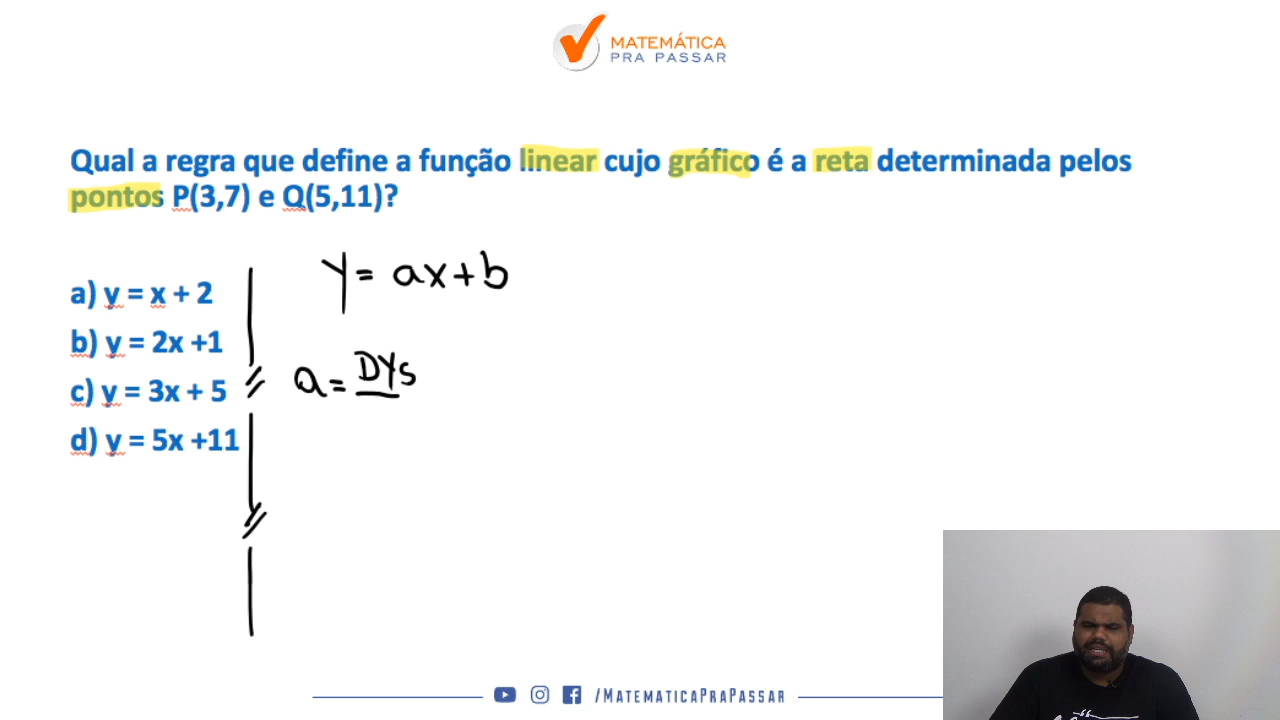 MATEMÁTICA
PRA PASSAR
Qual a regra que define a função linear cujo gráfico é a reta determinada pelos
pontos P(3,7) e Q(5,11)?
a) y = x + 2
b) y = 2x +1
c) y = 3x + 5
d) y = 5x +11
y = ax+b
a = DYs
/MatematicaPraPassar